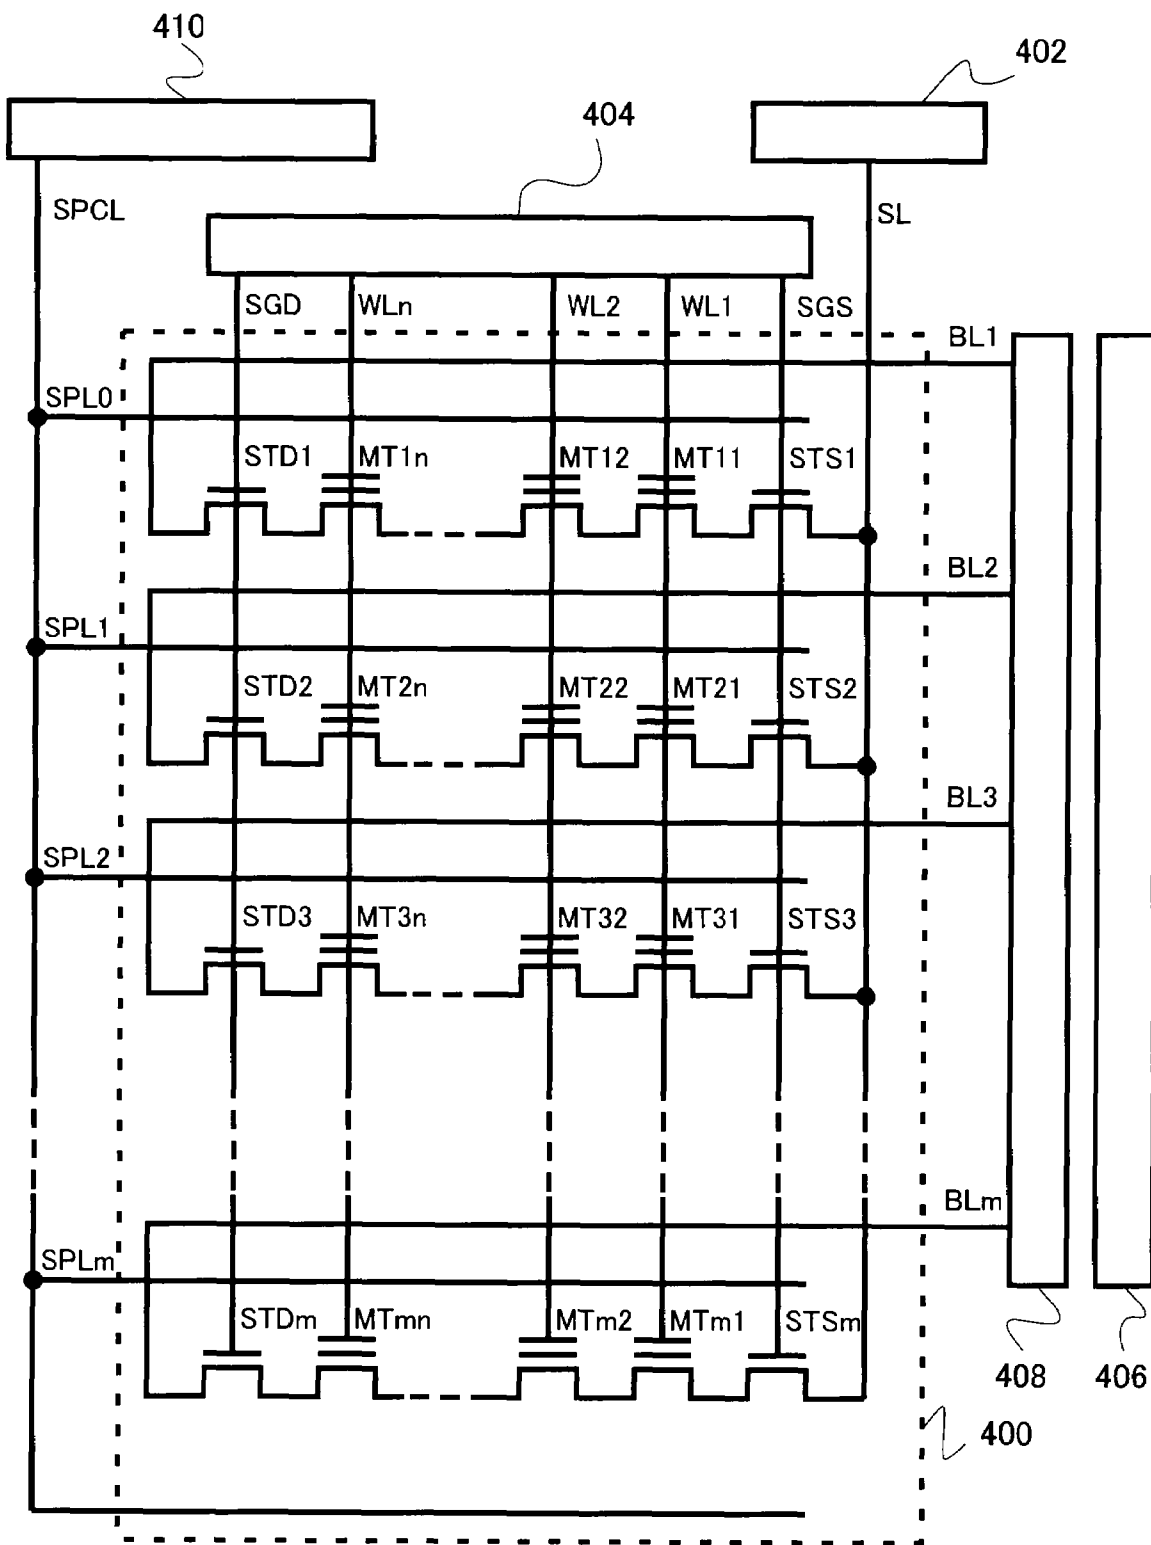 410
402
404
SPCL
SL
SGD
WLn
WL2
WL1
SGS
BL1
SPL0
STD1
MT1n
MT12
MT11
STS1
BL2
SPL1
STD2
MT2n
MT22
MT21
STS2
BL3
SPL2
STD3
MT3n
MT32
MT31
STS3
BLm
SPLm
STDm
MTmn
MTm2
MTm1
STSm
408
406
400